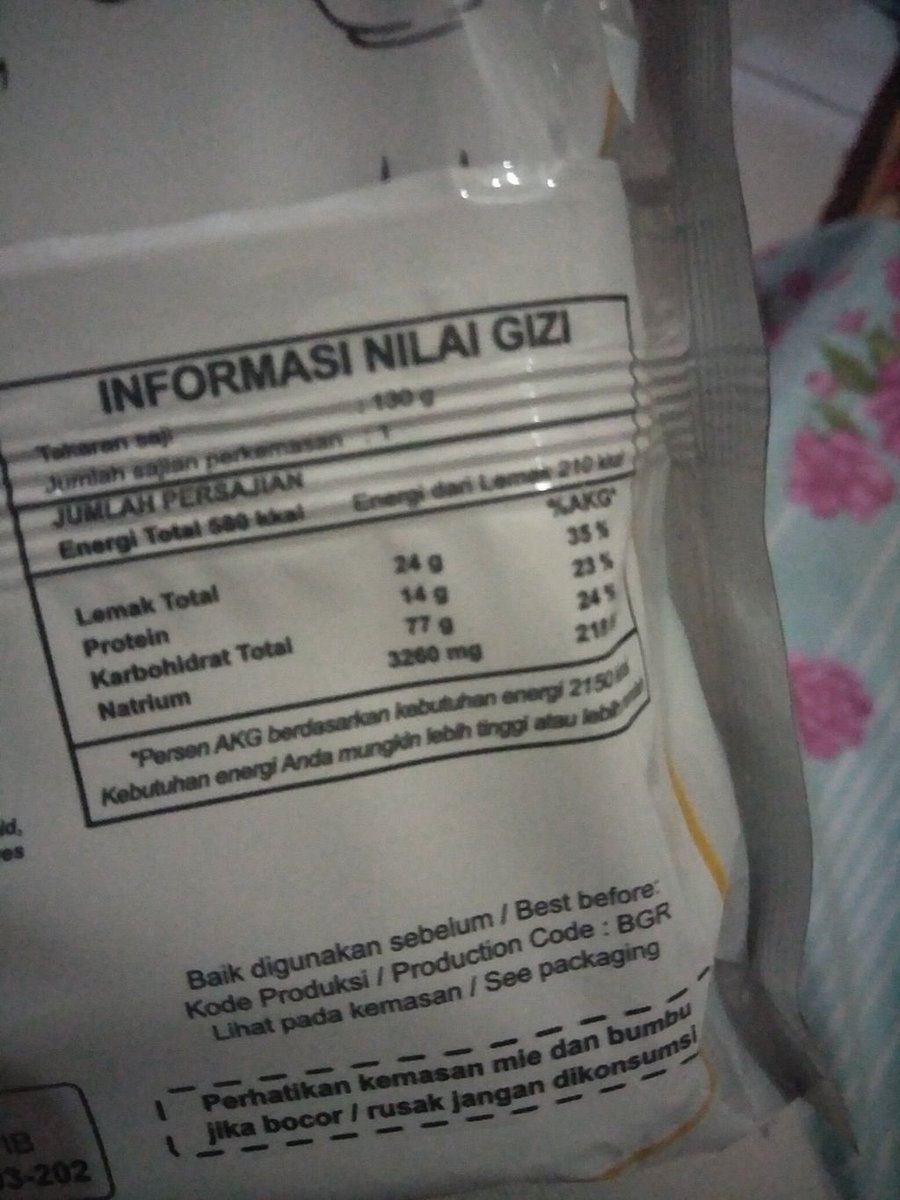 INFORMASI NILAI GIZI
Takaran saji : 130 g
Jumlah sajian perkemasan : 1
JUMLAH PERSAJIAN
Energi Total 580 kkal Energi dari Lemak 210 kkal
%AKG*
Lemak Total 24 g 35 %
Protein 14 g 23 %
Karbohidrat Total 77 g 24 %
Natrium 3260 mg
*Persen AKG berdasarkan kebutuhan energi 2150
Kebutuhan energi Anda mungkin lebih tinggi atau lebih
Baik digunakan sebelum / Best before:
Kode Produksi / Production Code : BGR
Lihat pada kemasan / See packaging
Perhatikan kemasan mie dan bumbu
jika bocor / rusak jangan dikonsumsi